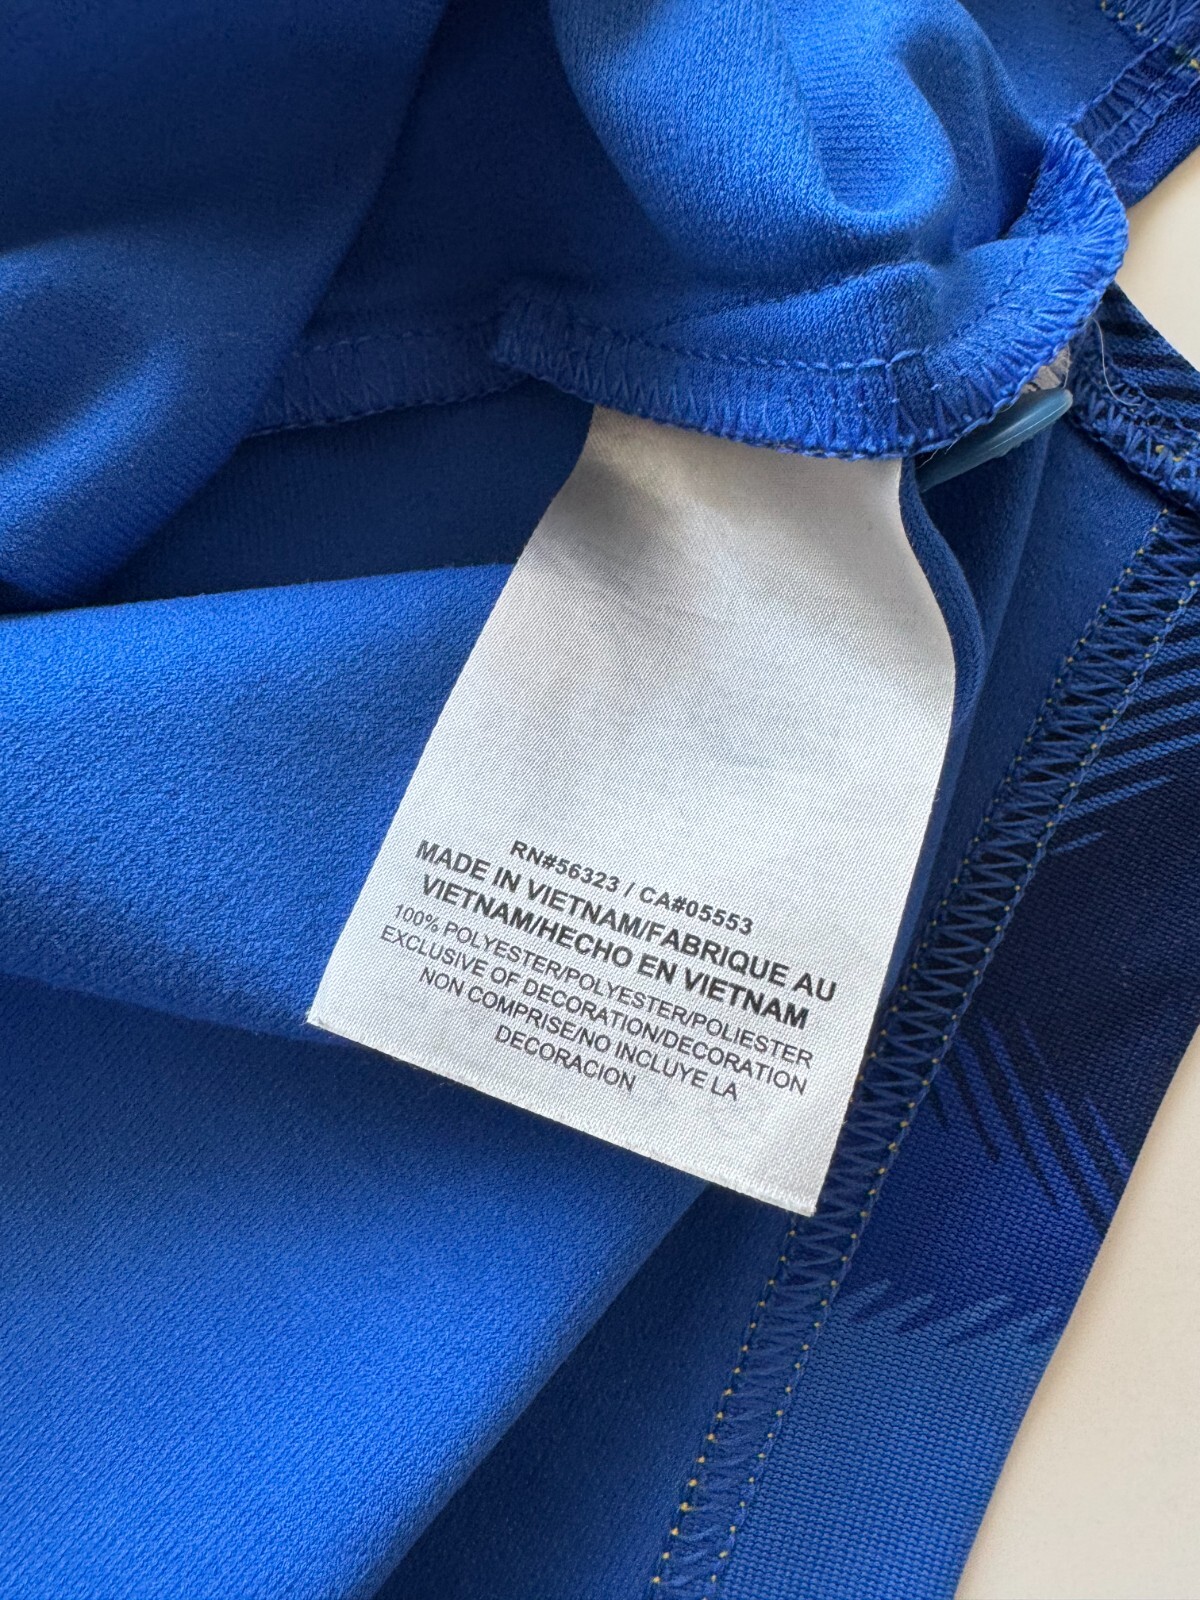 RN#56323 / CA#05553
MADE IN VIETNAM/FABRIQUE AU
VIETNAM/HECHO EN VIETNAM
100% POLYESTER/POLYESTER/POLIESTER
EXCLUSIVE OF DECORATION/DECORATION
NON COMPRISE/NO INCLUYE LA
DECORACION